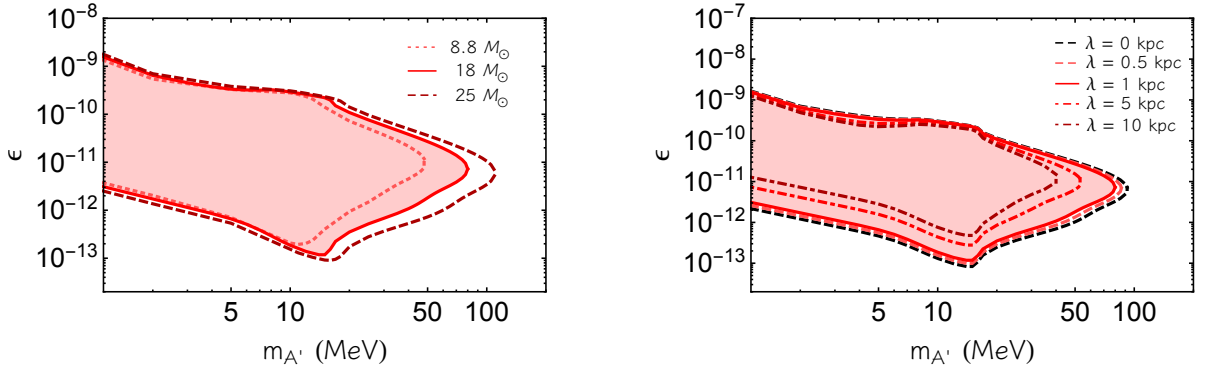 10⁻⁸
10⁻⁹
10⁻¹⁰
10⁻¹¹
10⁻¹²
10⁻¹³
ϵ
8.8 M⊙
18 M⊙
25 M⊙
5 10 50 100
m_A' (MeV)
10⁻⁷
10⁻⁸
10⁻⁹
10⁻¹⁰
10⁻¹¹
10⁻¹²
10⁻¹³
ϵ
λ = 0 kpc
λ = 0.5 kpc
λ = 1 kpc
λ = 5 kpc
λ = 10 kpc
5 10 50 100
m_A' (MeV)